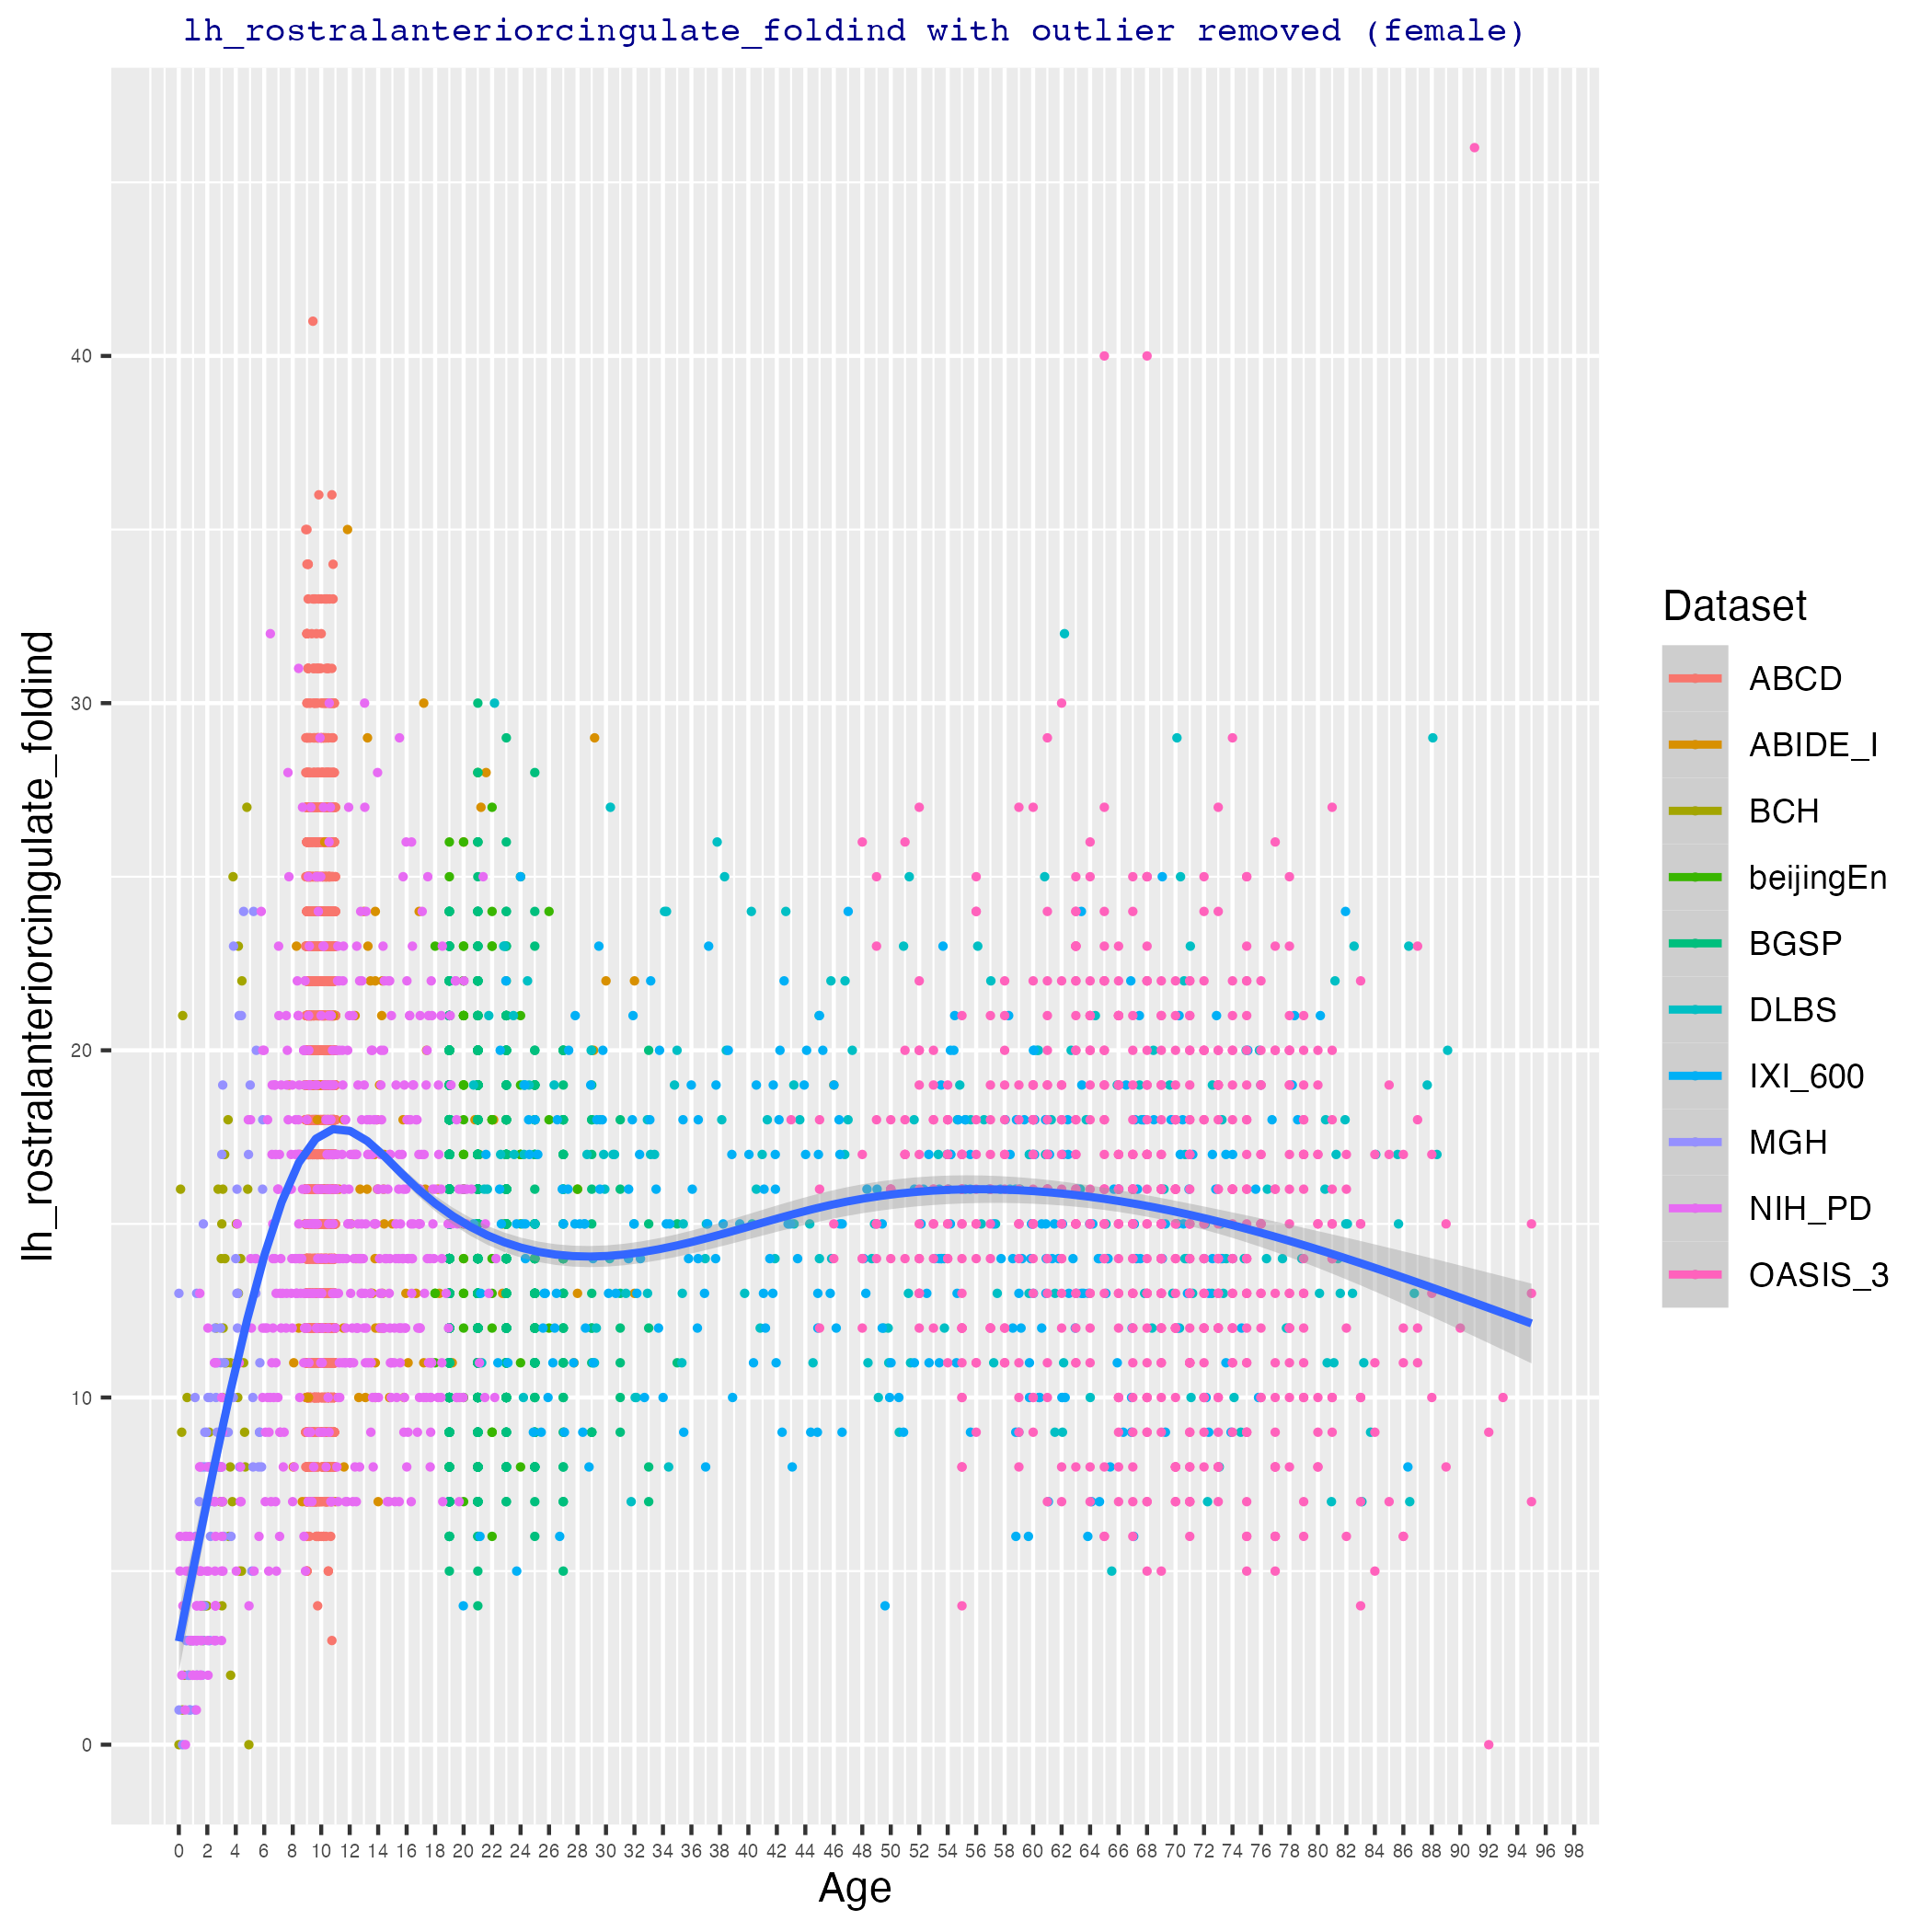 lh_rostralanteriorcingulate_foldind with outlier removed (female)
lh_rostralanteriorcingulate_foldind
40
30
20
10
0
0 2 4 6 8 10 12 14 16 18 20 22 24 26 28 30 32 34 36 38 40 42 44 46 48 50 52 54 56 58 60 62 64 66 68 70 72 74 76 78 80 82 84 86 88 90 92 94 96 98
Age
Dataset
ABCD
ABIDE_I
BCH
beijingEn
BGSP
DLBS
IXI_600
MGH
NIH_PD
OASIS_3